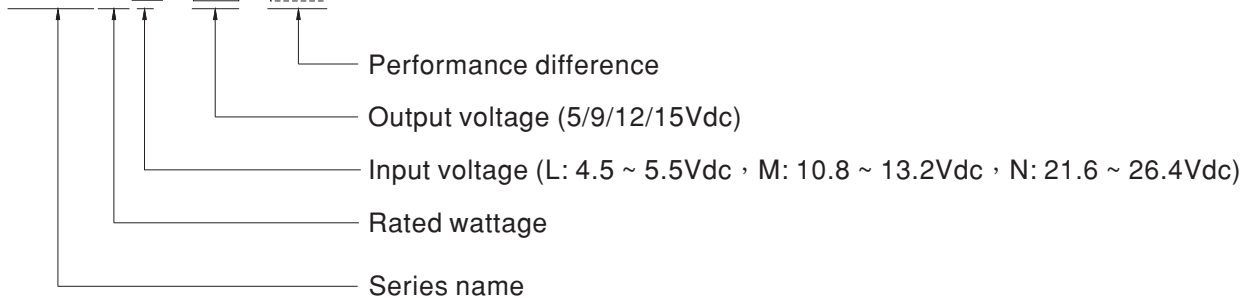 Performance difference
Output voltage (5/9/12/15Vdc)
Input voltage (L: 4.5 ~ 5.5Vdc，M: 10.8 ~ 13.2Vdc，N: 21.6 ~ 26.4Vdc)
Rated wattage
Series name